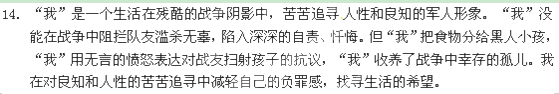 14. “我”是一个生活在残酷的战争阴影中，苦苦追寻人性和良知的军人形象。“我”没
能在战争中阻拦队友滥杀无辜，陷入深深的自责、忏悔。但“我”把食物分给黑人小孩，
“我”用无言的愤怒表达对战友扫射孩子的抗议，“我”收养了战争中幸存的孤儿。我
在对良知和人性的苦苦追寻中减轻自己的负罪感，找寻生活的希望。